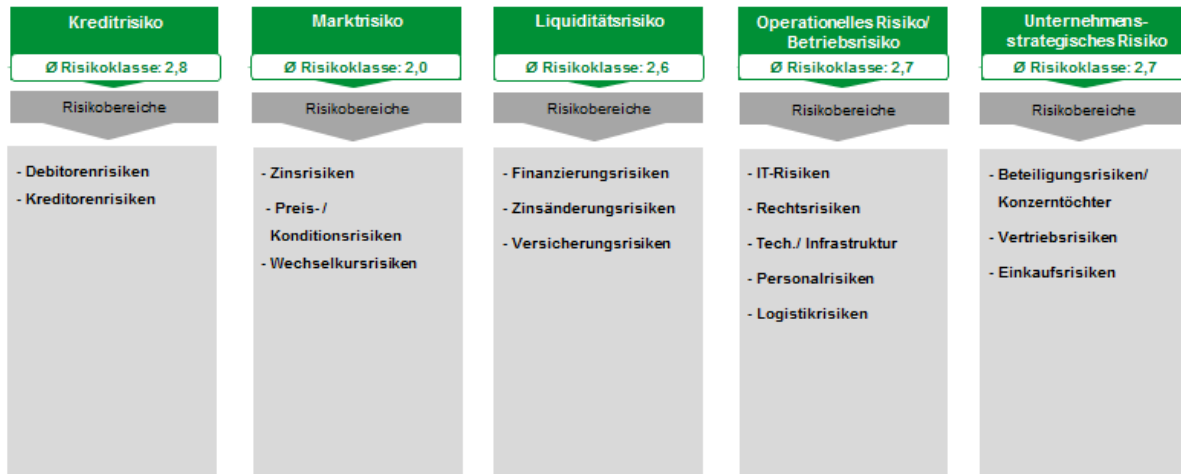 Kreditrisiko
Ø Risikoklasse: 2,8
Risikobereiche
- Debitorenrisiken
- Kreditorenrisiken
Marktrisiko
Ø Risikoklasse: 2,0
Risikobereiche
- Zinsrisiken
- Preis- /
Konditionsrisiken
- Wechselkursrisiken
Liquiditätsrisiko
Ø Risikoklasse: 2,6
Risikobereiche
- Finanzierungsrisiken
- Zinsänderungsrisiken
- Versicherungsrisiken
Operationelles Risiko/
Betriebsrisiko
Ø Risikoklasse: 2,7
Risikobereiche
- IT-Risiken
- Rechtsrisiken
- Tech./ Infrastruktur
- Personalrisiken
- Logistikrisiken
Unternehmens-
strategisches Risiko
Ø Risikoklasse: 2,7
Risikobereiche
- Beteiligungsrisiken/
Konzerntöchter
- Vertriebsrisiken
- Einkaufsrisiken